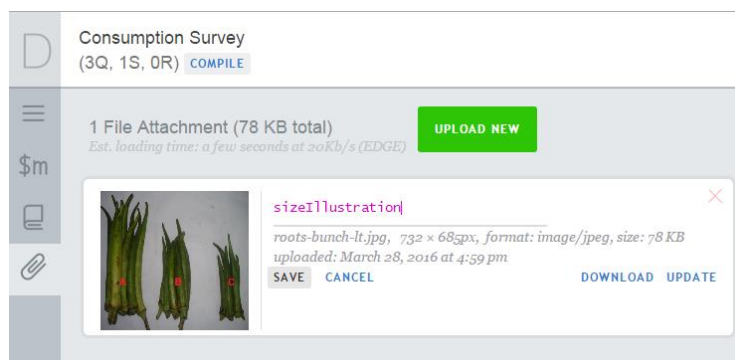 D
Consumption Survey
(3Q, 1S, 0R) COMPILE
1 File Attachment (78 KB total)
UPLOAD NEW
Est. loading time: a few seconds at 20Kb/s (EDGE)
$m
sizeIllustration
roots-bunch-lt.jpg, 732 × 685px, format: image/jpeg, size: 78 KB
uploaded: March 28, 2016 at 4:59 pm
SAVE CANCEL DOWNLOAD UPDATE
A B C